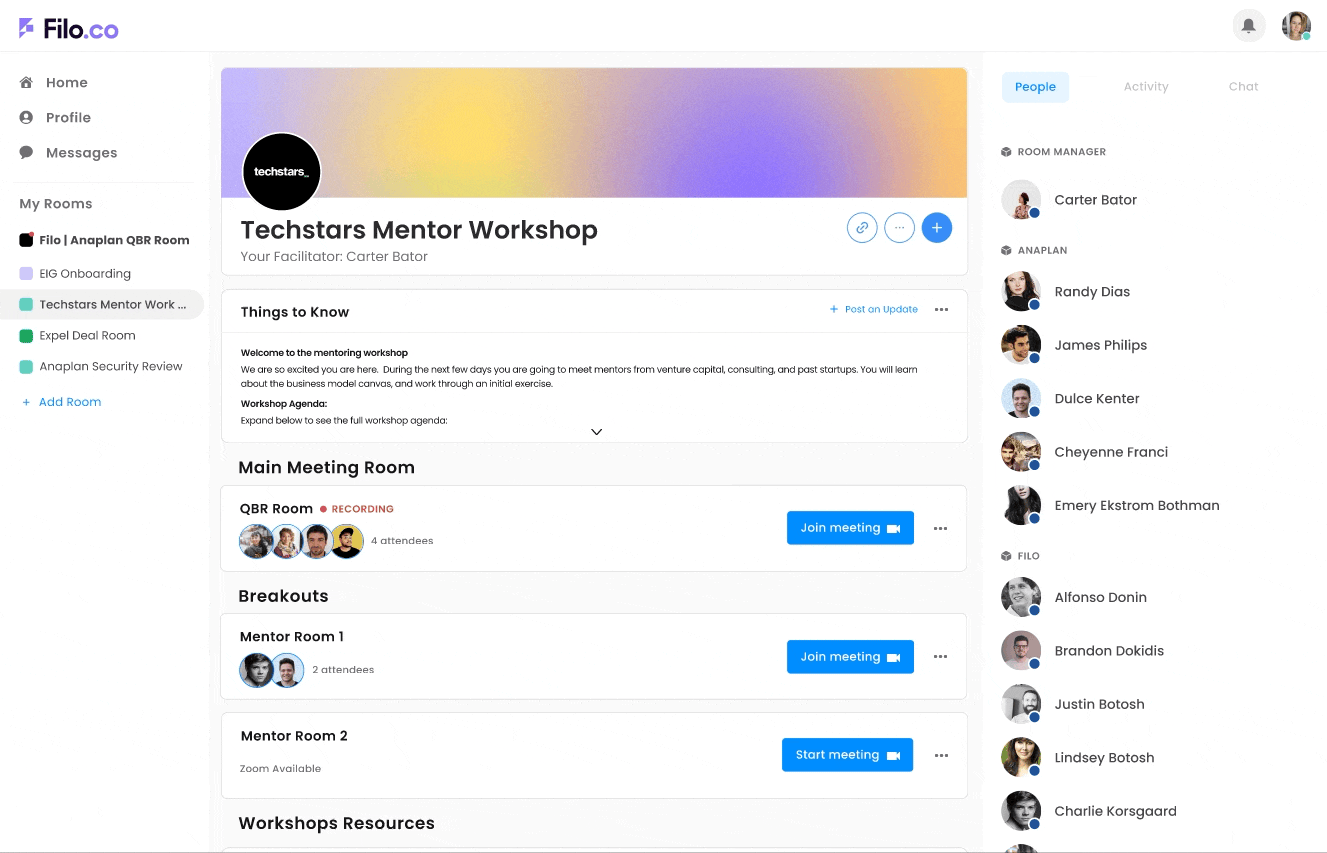 Filo.co
Home
Profile
Messages
My Rooms
Filo | Anaplan QBR Room
EIG Onboarding
Techstars Mentor Work ...
Expel Deal Room
Anaplan Security Review
+ Add Room
techstars_
Techstars Mentor Workshop
Your Facilitator: Carter Bator
Things to Know
+ Post an Update
Welcome to the mentoring workshop
We are so excited you are here. During the next few days you are going to meet mentors from venture capital, consulting, and past startups. You will learn
about the business model canvas, and work through an initial exercise.
Workshop Agenda:
Expand below to see the full workshop agenda:
Main Meeting Room
QBR Room
RECORDING
4 attendees
Join meeting
Breakouts
Mentor Room 1
2 attendees
Join meeting
Mentor Room 2
Zoom Available
Start meeting
Workshops Resources
People
Activity
Chat
ROOM MANAGER
Carter Bator
ANAPLAN
Randy Dias
James Philips
Dulce Kenter
Cheyenne Franci
Emery Ekstrom Bothman
FILO
Alfonso Donin
Brandon Dokidis
Justin Botosh
Lindsey Botosh
Charlie Korsgaard